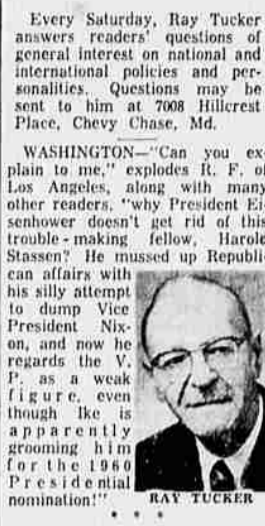 Every Saturday, Ray Tucker
answers readers' questions of
general interest on national and
international policies and per-
sonalities. Questions may be
sent to him at 7008 Hillcrest
Place, Chevy Chase, Md.
WASHINGTON—"Can you ex-
plain to me," explodes R. F. of
Los Angeles, along with many
other readers, "why President Ei-
senhower doesn't get rid of this
trouble-making fellow, Harold
Stassen? He mussed up Republi-
can affairs with
his silly attempt
to dump Vice
President Nix-
on, and now he
regards the V.
P. as a weak
figure, even
though Ike is
apparently
grooming him
for the 1960
Presidential
nomination!"
RAY TUCKER
* * *